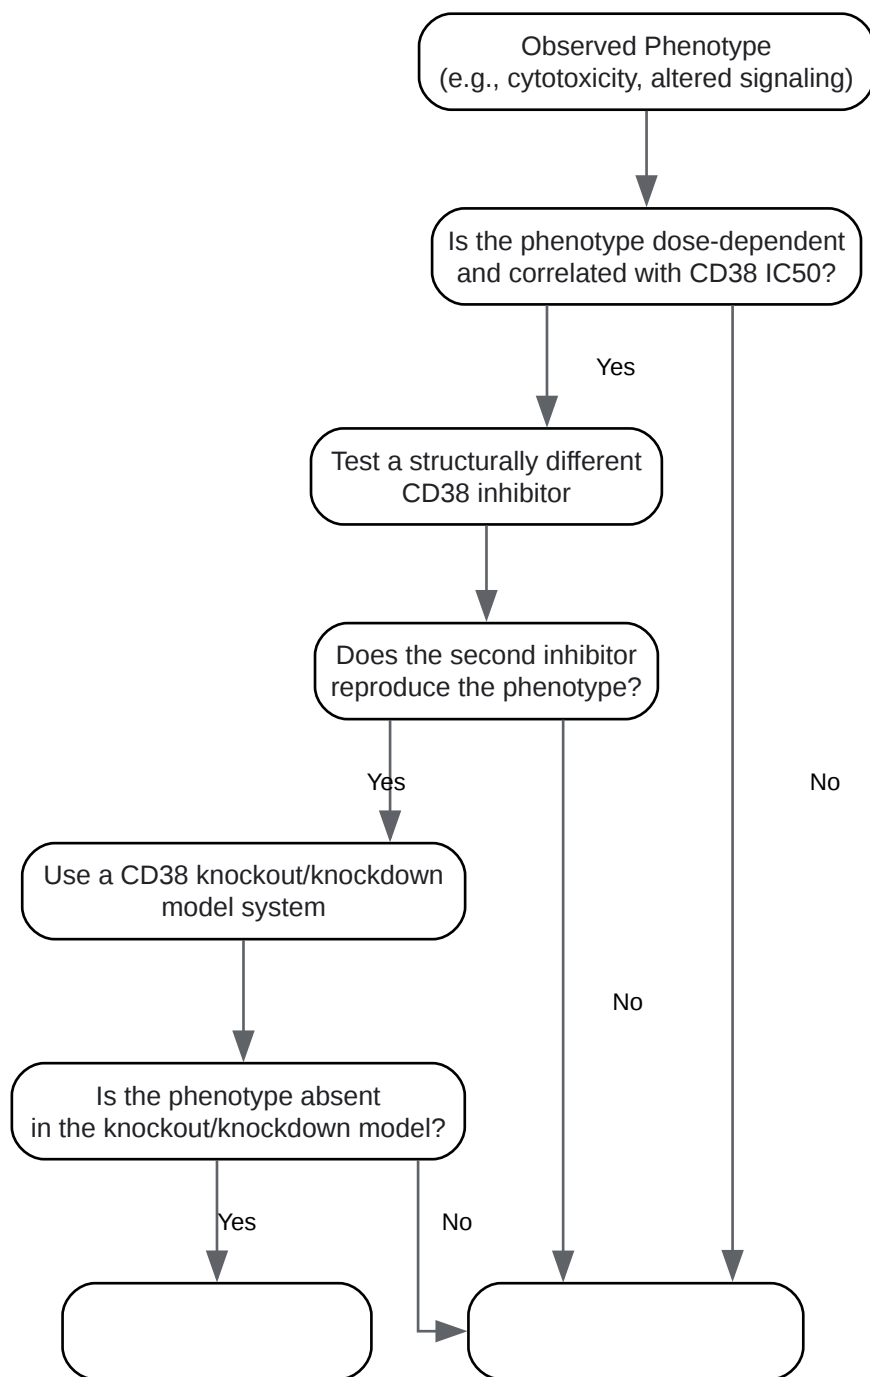 Observed Phenotype
(e.g., cytotoxicity, altered signaling)
Is the phenotype dose-dependent
and correlated with CD38 IC50?
Yes
Test a structurally different
CD38 inhibitor
Does the second inhibitor
reproduce the phenotype?
Yes
No
Use a CD38 knockout/knockdown
model system
No
Is the phenotype absent
in the knockout/knockdown model?
Yes
No